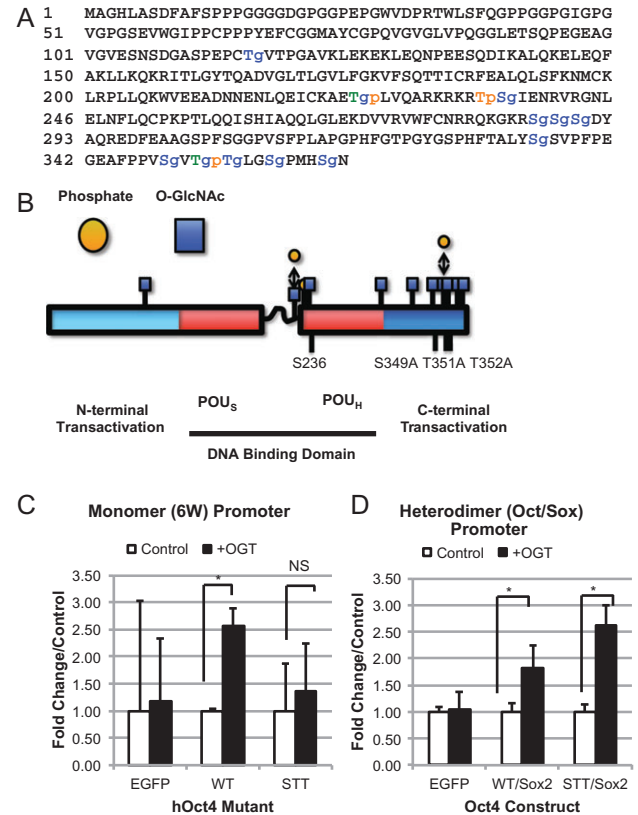 A
1 MAGHLASDFAFSPPPGGGGDGPGGPEPGWVDPRTWLSFQGPPGGPGIGPG
51 VGPGSEVWGIPPCPPPYEFCGGMAYCGPQVGVGLVPQGGLETSQPEGEAG
101 VGVESNSDGASPEPCTgVTPGAVKLEKEKLEQNPEESQDIKALQKELEQF
150 AKLLKQKRITLGYTQADVGLTLGVLFGKVFSQTTICRFEALQLSFKNMCK
200 LRPLLQKWVEEADNNENLQEICKAETgpLVQARKRKRTpSgIENRVRGNL
246 ELNFLQCPKPTLQQISHIAQQLGLEKDVVRVWFCNRRQKGKRSgSgSgDY
293 AQREDFEAAGSPFSGGPVSFPLAPGPHFGTPGYGSPHFTALYSgSVPFPE
342 GEAFPPVSgVTgpTgLGSgPMHSgN
B
Phosphate O-GlcNAc
S236 S349A T351A T352A
N-terminal Transactivation
POUS POUH
C-terminal Transactivation
DNA Binding Domain
C Monomer (6W) Promoter
Control +OGT
Fold Change/Control
3.50
3.00
2.50
2.00
1.50
1.00
0.50
0.00
*
NS
EGFP WT STT
hOct4 Mutant
D Heterodimer (Oct/Sox)
Promoter
Control +OGT
Fold Change/Control
3.50
3.00
2.50
2.00
1.50
1.00
0.50
0.00
*
*
EGFP WT/Sox2 STT/Sox2
Oct4 Construct